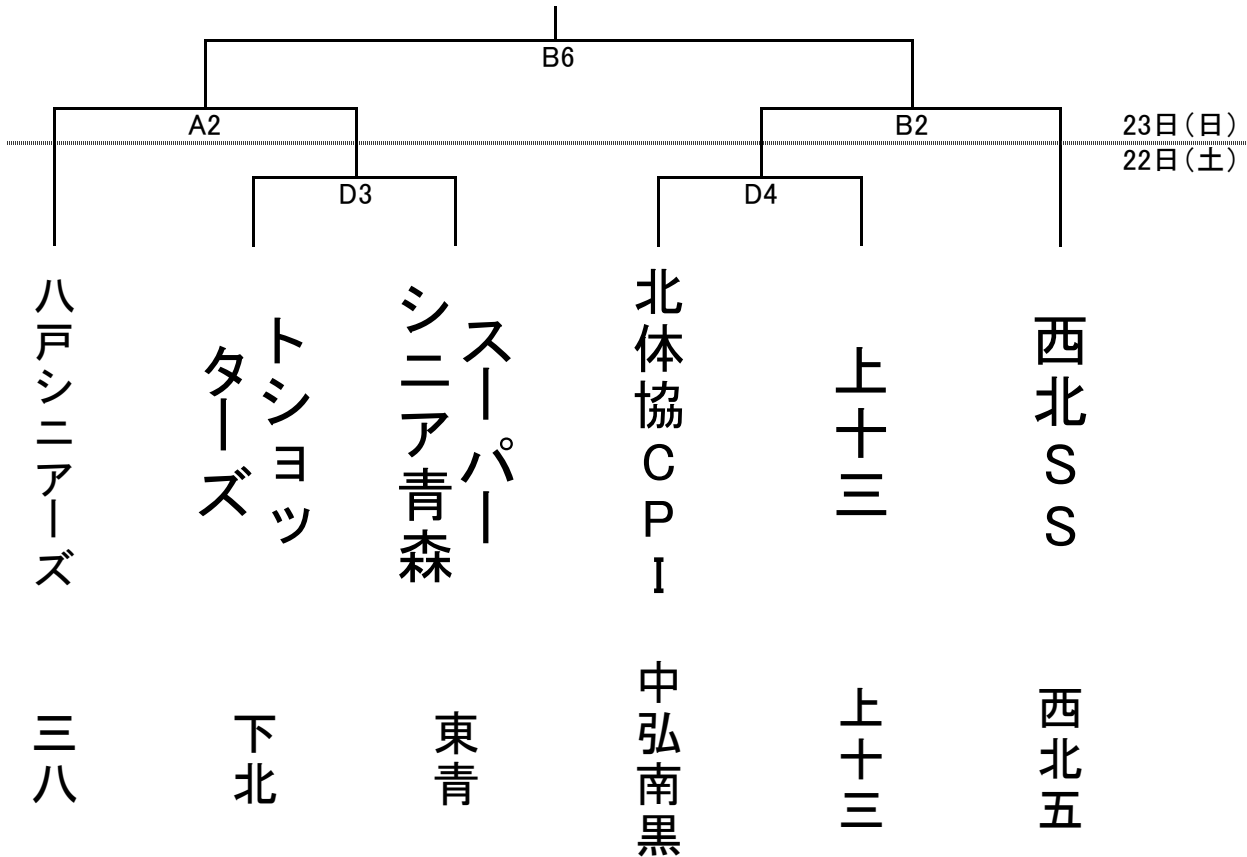 B6
A2
B2
23日(日)
22日(土)
D3
D4
八戸シニアーズ
トショッ
ターズ
スーパー
シニア青森
北体協CPI
上十三
西北SS
三八
下北
東青
中弘南黒
上十三
西北五